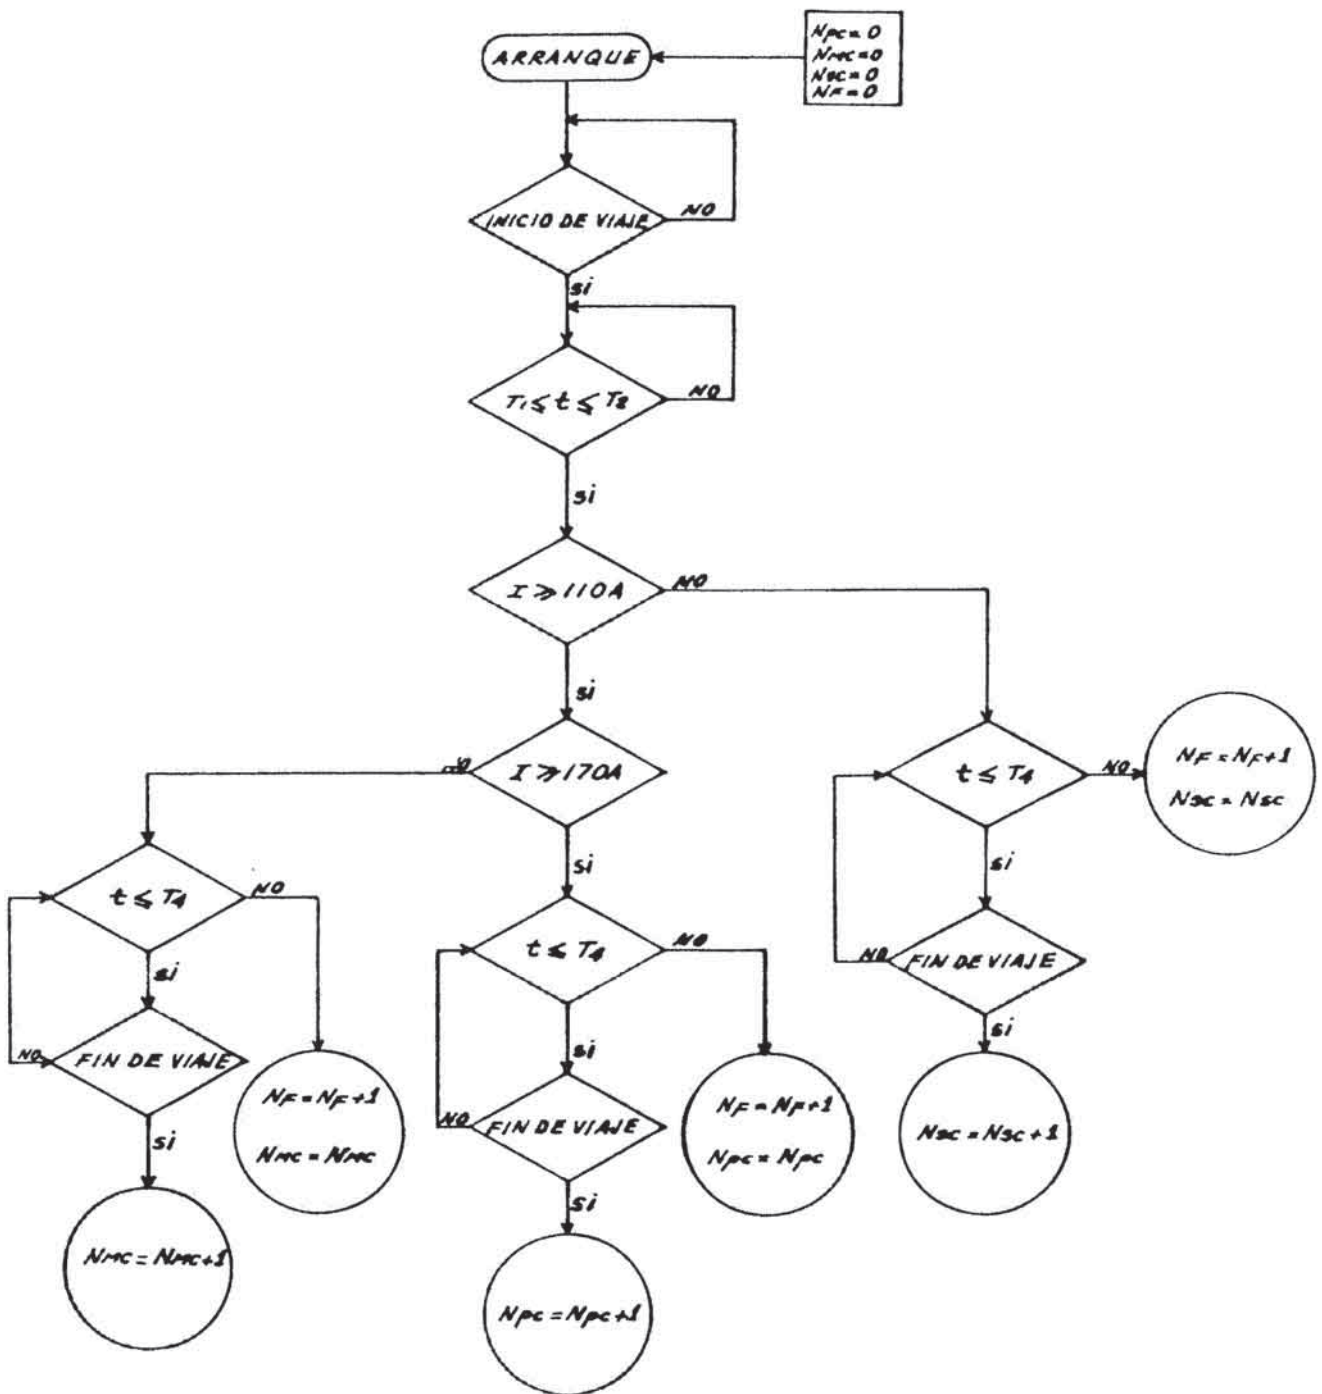 NPC = 0
NMC = 0
NSC = 0
NF = 0
ARRANQUE
INICIO DE VIAJE
NO
si
T1 ≤ t ≤ T2
NO
si
I ≥ 110A
NO
si
I ≥ 170A
NO
si
t ≤ T4
NO
si
NF = NF + 1
NSC = NSC
FIN DE VIAJE
NO
si
NSC = NSC + 1
t ≤ T4
NO
si
FIN DE VIAJE
NO
si
NF = NF + 1
NMC = NMC
NMC = NMC + 1
t ≤ T4
NO
si
FIN DE VIAJE
NO
si
NF = NF + 1
NPC = NPC
NPC = NPC + 1